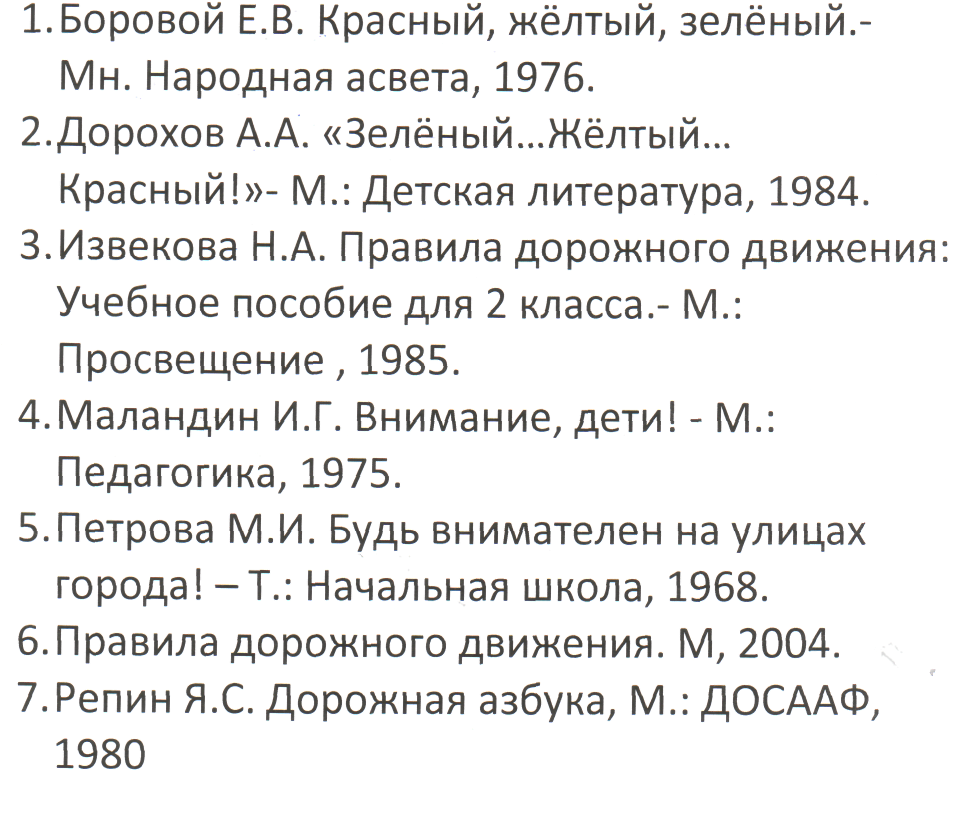 1.Боровой Е.В. Красный, жёлтый, зелёный.-
Мн. Народная асвета, 1976.
2.Дорохов А.А. «Зелёный...Жёлтый...
Красный!»- М.: Детская литература, 1984.
3.Извекова Н.А. Правила дорожного движения:
Учебное пособие для 2 класса.- М.:
Просвещение , 1985.
4.Маландин И.Г. Внимание, дети! - М.:
Педагогика, 1975.
5.Петрова М.И. Будь внимателен на улицах
города! – Т.: Начальная школа, 1968.
6.Правила дорожного движения. М, 2004.
7.Репин Я.С. Дорожная азбука, М.: ДОСААФ,
1980